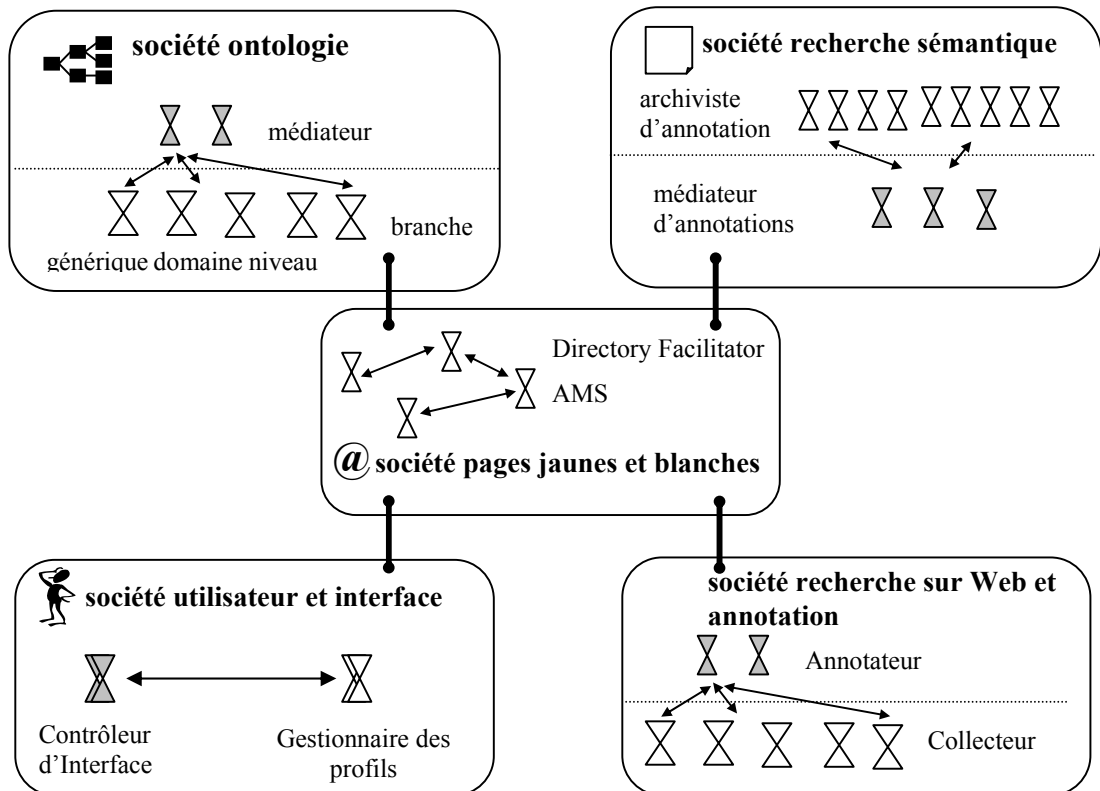 société ontologie
médiateur
branche
générique domaine niveau
société recherche sémantique
archiviste
d'annotation
médiateur
d'annotations
Directory Facilitator
AMS
@ société pages jaunes et blanches
société utilisateur et interface
Contrôleur
d'Interface
Gestionnaire des
profils
société recherche sur Web et
annotation
Annotateur
Collecteur